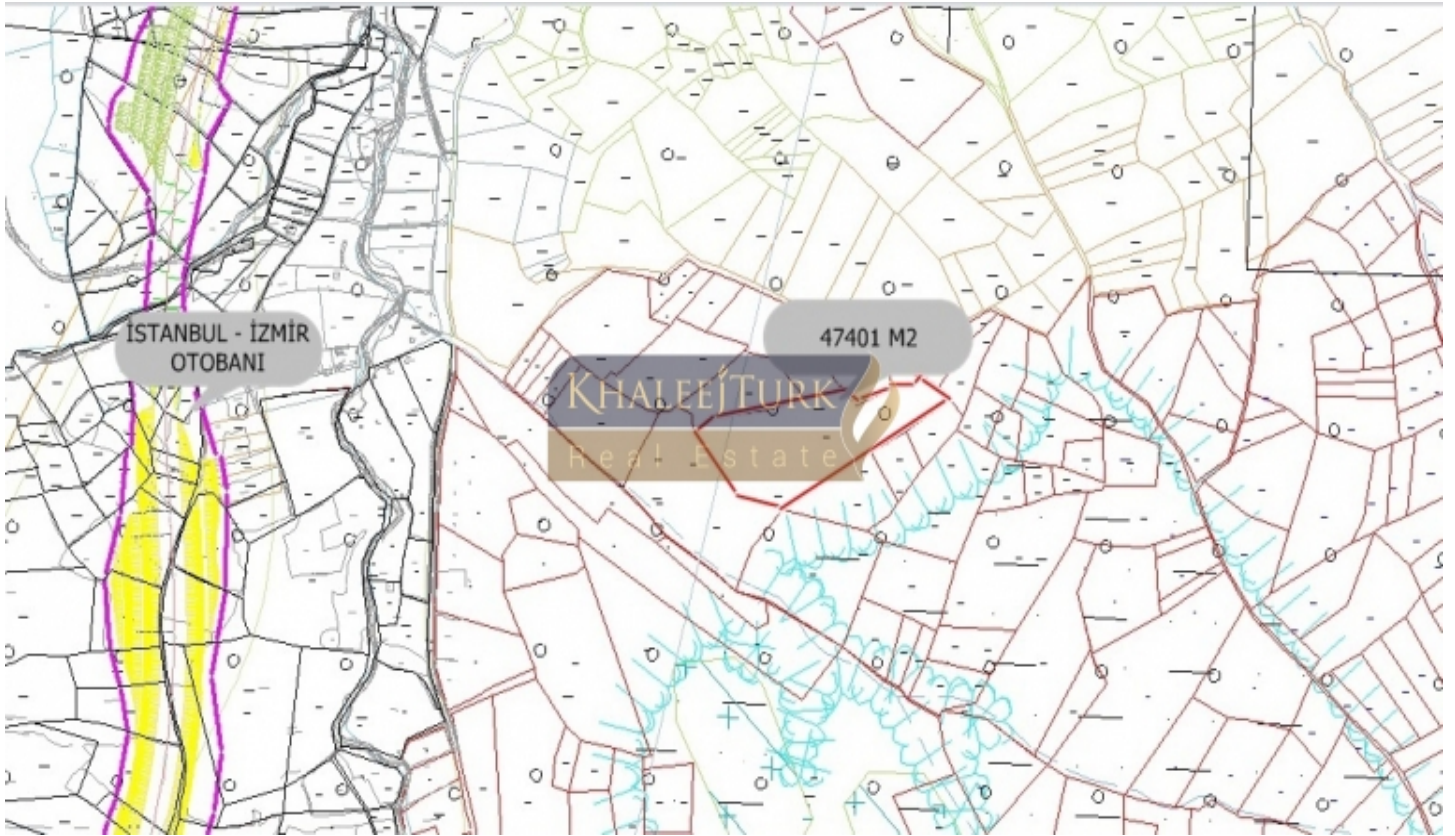 İSTANBUL - İZMİR
OTOBANI
47401 M2
KHALEEJTURK
Real Estate